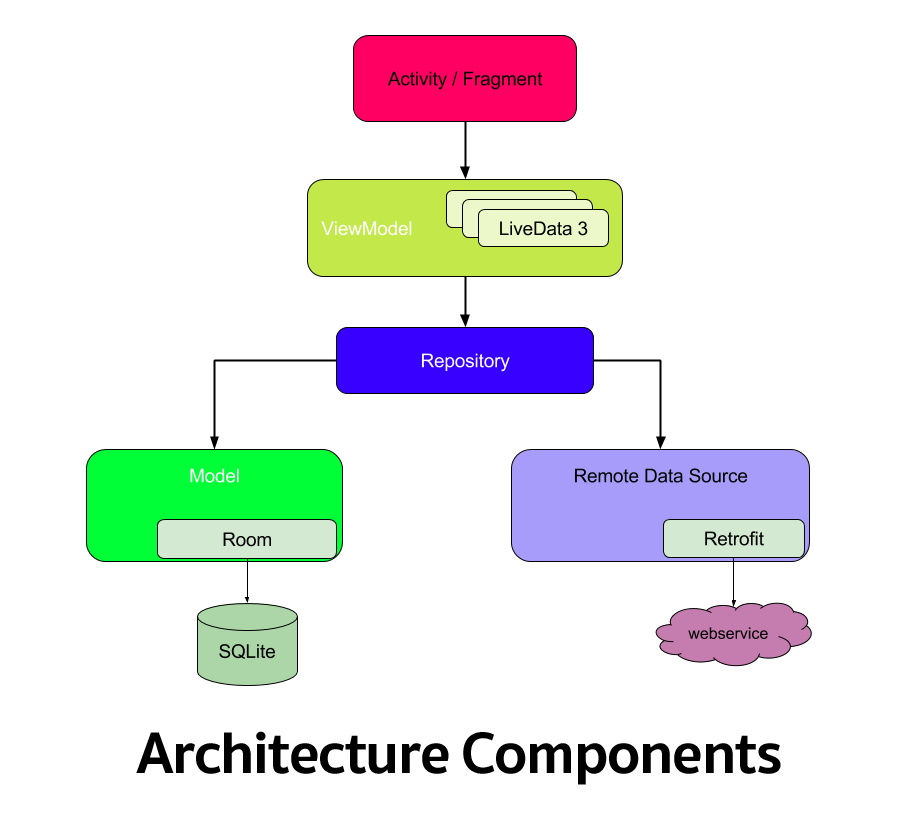 Activity / Fragment
ViewModel
LiveData 3
Repository
Model
Remote Data Source
Room
Retrofit
SQLite
webservice
Architecture Components